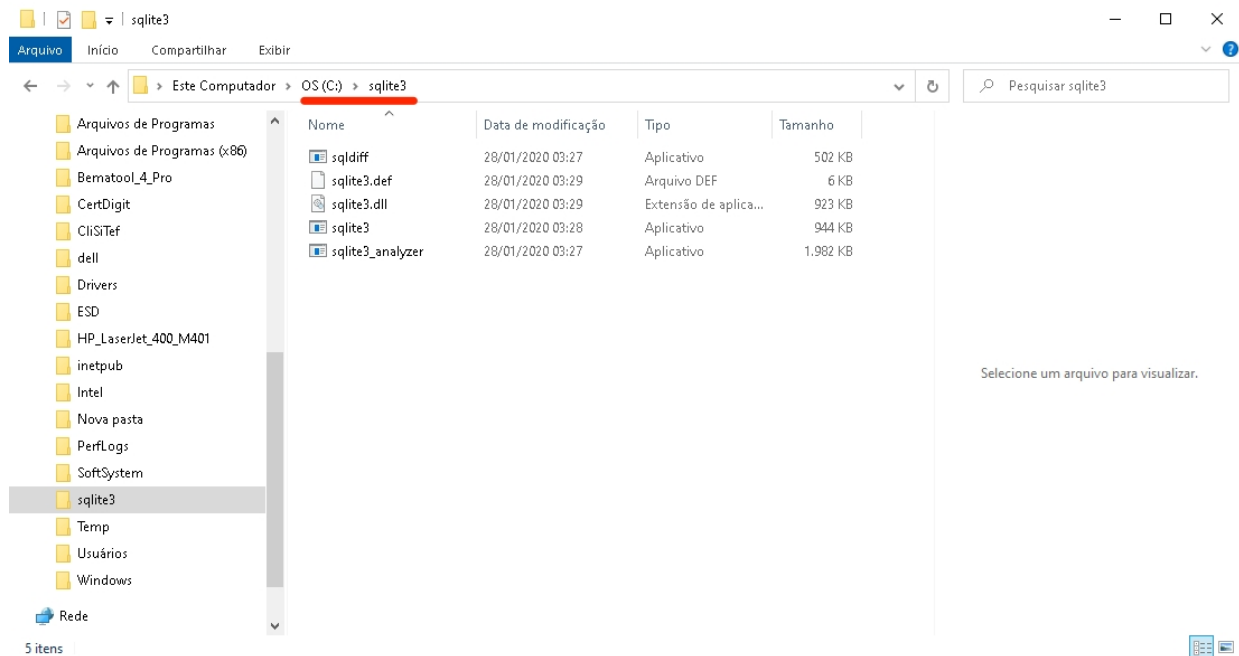 sqlite3
Arquivo Início Compartilhar Exibir
Este Computador OS (C:) sqlite3 Pesquisar sqlite3
Nome Data de modificação Tipo Tamanho
Arquivos de Programas
Arquivos de Programas (x86)
Bematool_4_Pro
CertDigit
CliSiTef
dell
Drivers
ESD
HP_LaserJet_400_M401
inetpub
Intel
Nova pasta
PerfLogs
SoftSystem
sqlite3
Temp
Usuários
Windows
Rede
sqldiff 28/01/2020 03:27 Aplicativo 502 KB
sqlite3.def 28/01/2020 03:29 Arquivo DEF 6 KB
sqlite3.dll 28/01/2020 03:29 Extensão de aplica... 923 KB
sqlite3 28/01/2020 03:28 Aplicativo 944 KB
sqlite3_analyzer 28/01/2020 03:27 Aplicativo 1.982 KB
Selecione um arquivo para visualizar.
5 itens